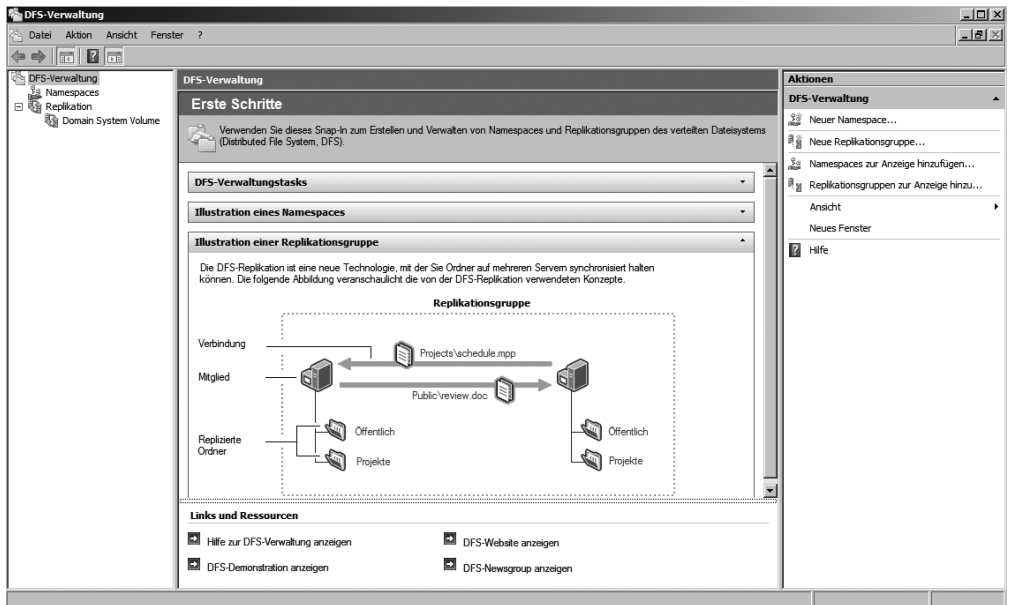 DFS-Verwaltung
Datei Aktion Ansicht Fenster ?
DFS-Verwaltung
Namespaces
Replikation
Domain System Volume
DFS-Verwaltung
Erste Schritte
Verwenden Sie dieses Snap-In zum Erstellen und Verwalten von Namespaces und Replikationsgruppen des verteilten Dateisystems
(Distributed File System, DFS).
DFS-Verwaltungstasks
Illustration eines Namespaces
Illustration einer Replikationsgruppe
Die DFS-Replikation ist eine neue Technologie, mit der Sie Ordner auf mehreren Servern synchronisiert halten
können. Die folgende Abbildung veranschaulicht die von der DFS-Replikation verwendeten Konzepte.
Replikationsgruppe
Verbindung
Projects\schedule.mpp
Mitglied
Public\review.doc
Replizierte
Ordner
Öffentlich
Projekte
Öffentlich
Projekte
Links und Ressourcen
Hilfe zur DFS-Verwaltung anzeigen
DFS-Website anzeigen
DFS-Demonstration anzeigen
DFS-Newsgroup anzeigen
Aktionen
DFS-Verwaltung
Neuer Namespace...
Neue Replikationsgruppe...
Namespaces zur Anzeige hinzufügen...
Replikationsgruppen zur Anzeige hinzu...
Ansicht
Neues Fenster
Hilfe